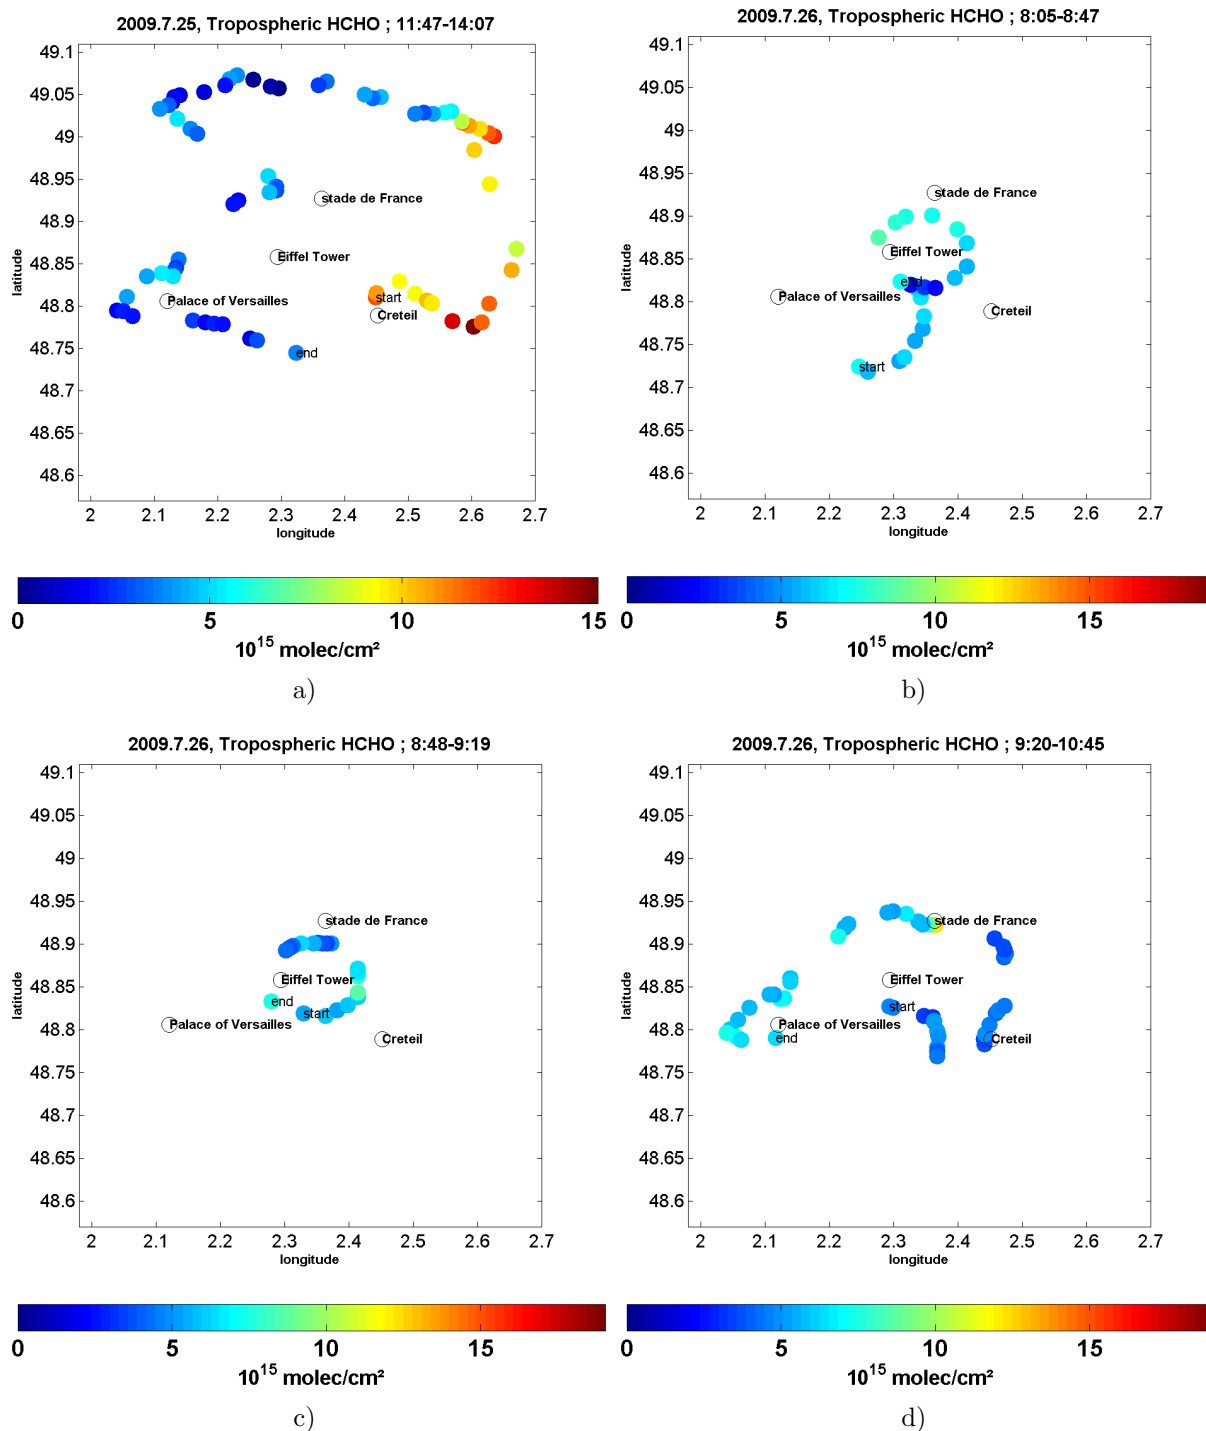 2009.7.25, Tropospheric HCHO ; 11:47-14:07
49.1
49.05
49
48.95
48.9
48.85
48.8
48.75
48.7
48.65
48.6
latitude
stade de France
Eiffel Tower
Palace of Versailles
start
Creteil
end
2 2.1 2.2 2.3 2.4 2.5 2.6 2.7
longitude
0 5 10 15
10^15 molec/cm²
a)
2009.7.26, Tropospheric HCHO ; 8:05-8:47
49.1
49.05
49
48.95
48.9
48.85
48.8
48.75
48.7
48.65
48.6
latitude
stade de France
Eiffel Tower
end
Palace of Versailles
Creteil
start
2 2.1 2.2 2.3 2.4 2.5 2.6 2.7
longitude
0 5 10 15
10^15 molec/cm²
b)
2009.7.26, Tropospheric HCHO ; 8:48-9:19
49.1
49.05
49
48.95
48.9
48.85
48.8
48.75
48.7
48.65
48.6
latitude
stade de France
Eiffel Tower
end
start
Palace of Versailles
Creteil
2 2.1 2.2 2.3 2.4 2.5 2.6 2.7
longitude
0 5 10 15
10^15 molec/cm²
c)
2009.7.26, Tropospheric HCHO ; 9:20-10:45
49.1
49.05
49
48.95
48.9
48.85
48.8
48.75
48.7
48.65
48.6
latitude
stade de France
Eiffel Tower
start
Palace of Versailles
end
Creteil
2 2.1 2.2 2.3 2.4 2.5 2.6 2.7
longitude
0 5 10 15
10^15 molec/cm²
d)